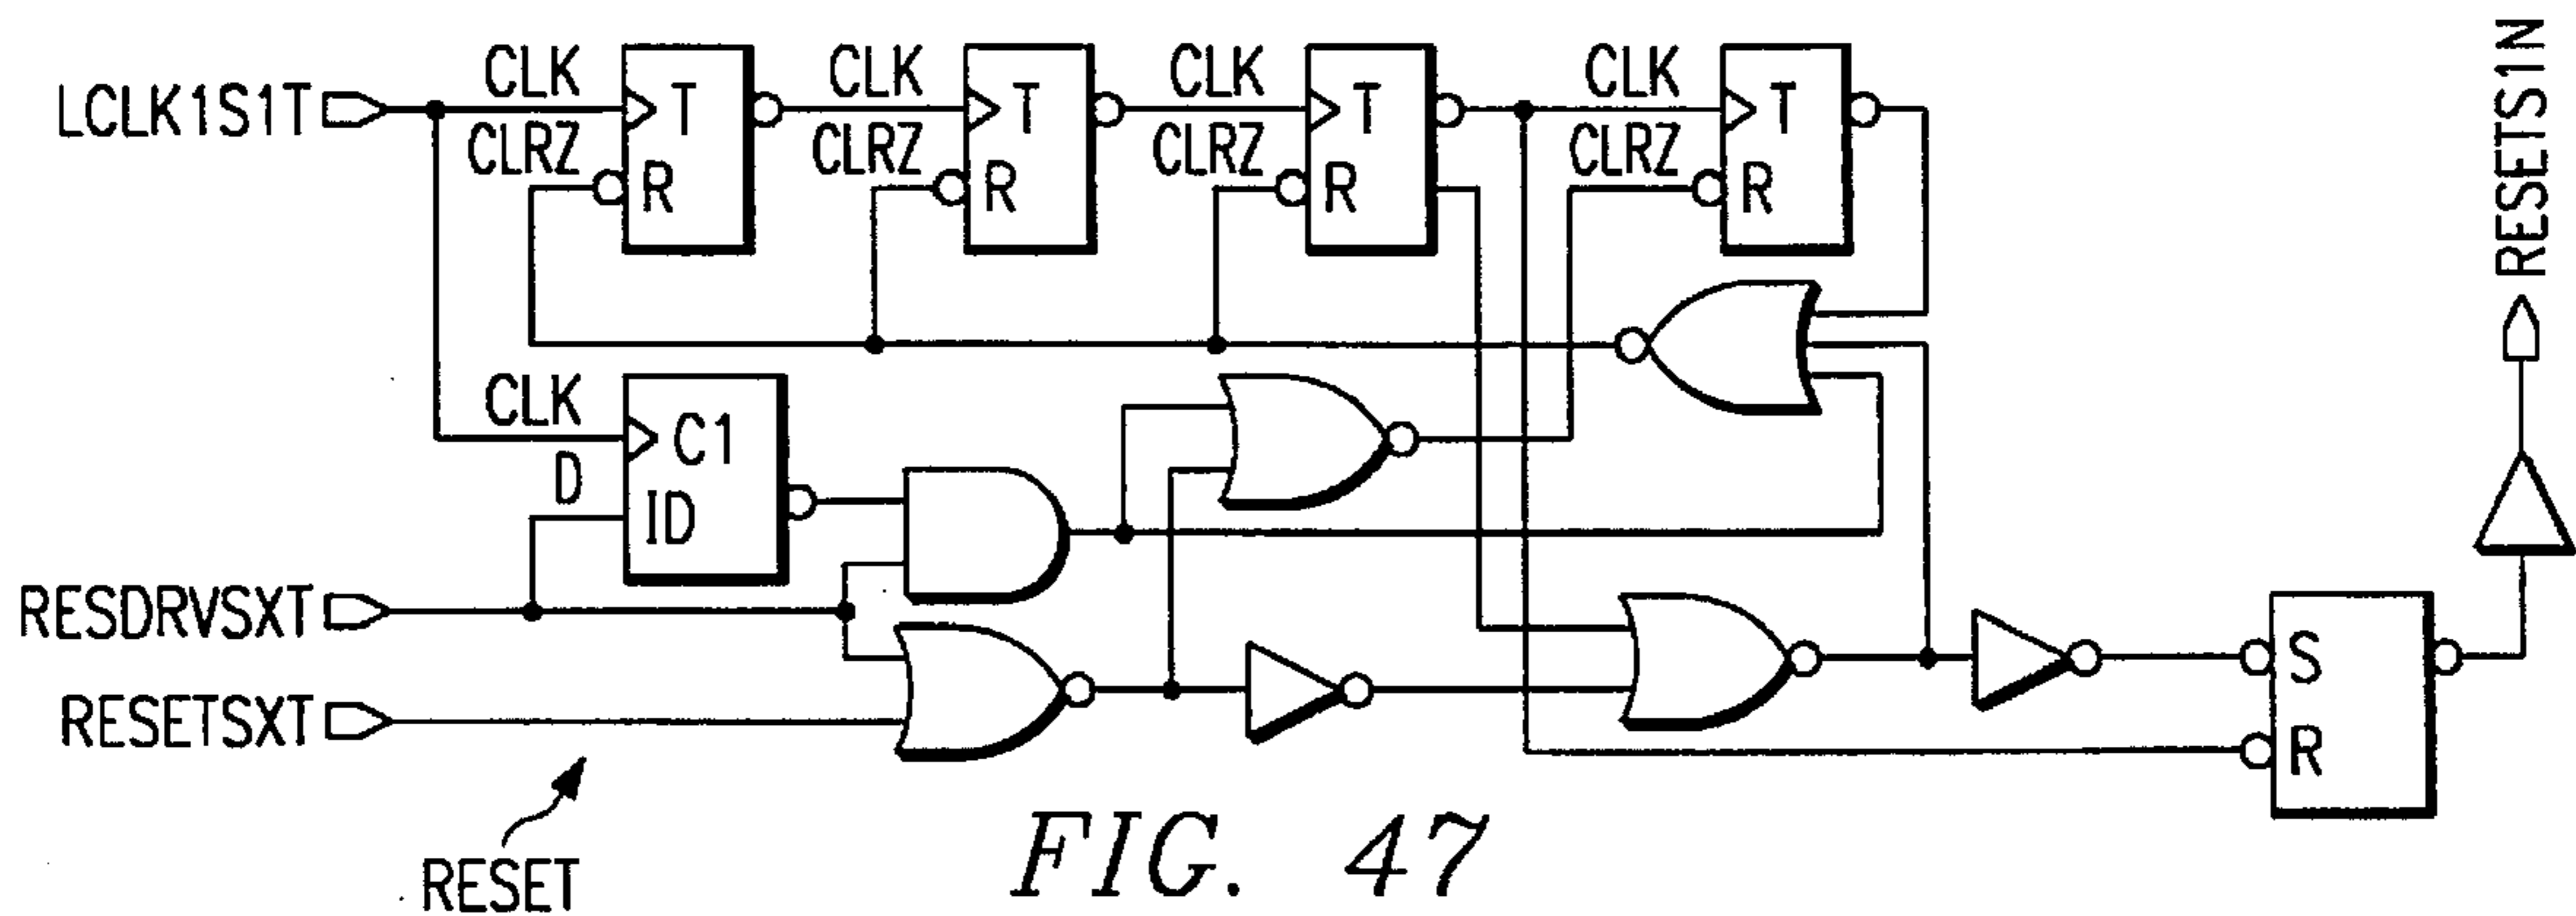 LCLK1S1T
CLK
CLRZ
T
R
CLK
CLRZ
T
R
CLK
CLRZ
T
R
CLK
CLRZ
T
R
RESETS1N
CLK
D
C1
ID
RESDRVSXT
RESETSXT
S
R
RESET
FIG. 47